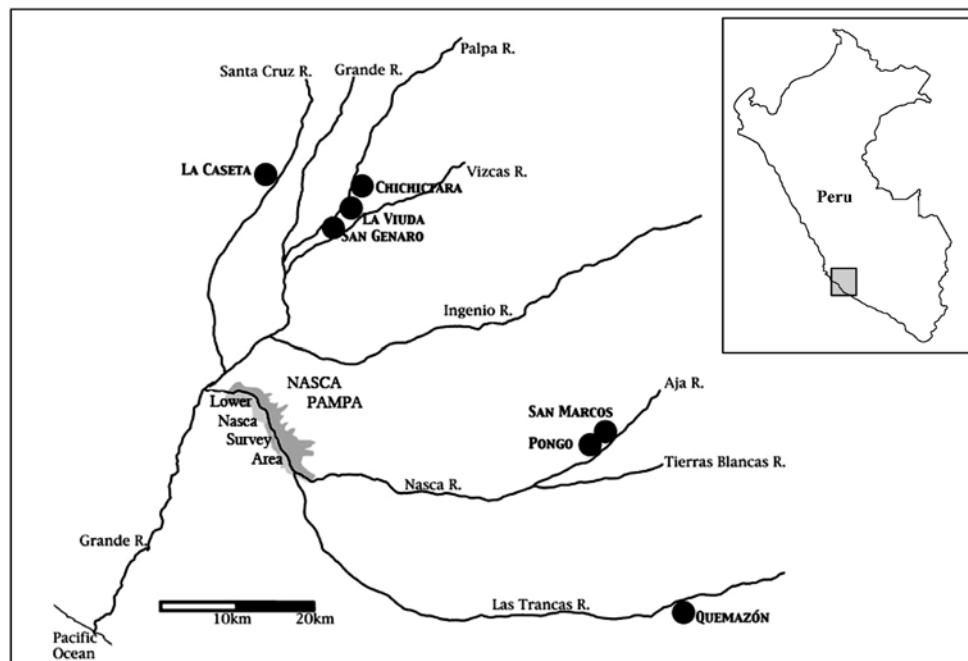 Palpa R.
Santa Cruz R.
Grande R.
LA CASETA
Vizcas R.
CHICHICTARA
LA VIUDA
SAN GENARO
Peru
Ingenio R.
NASCA
PAMPA
Lower
Nasca
Survey
Area
Aja R.
SAN MARCOS
PONGO
Tierras Blancas R.
Nasca R.
Grande R.
10km
20km
Las Trancas R.
QUEMAZÓN
Pacific
Ocean